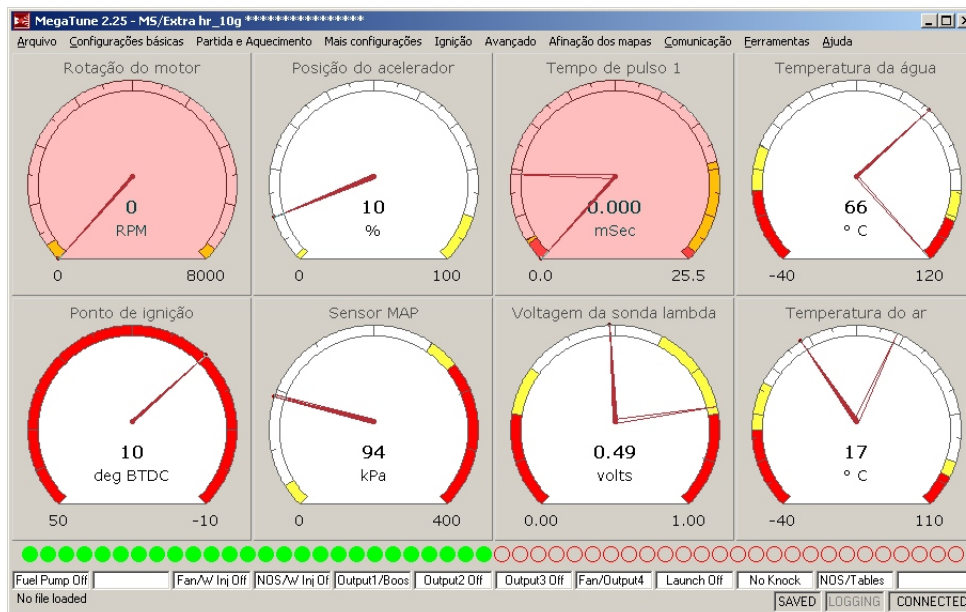 MegaTune 2.25 - MS/Extra hr_10g ****************
Arquivo Configurações básicas Partida e Aquecimento Mais configurações Ignição Avançado Afinação dos mapas Comunicação Ferramentas Ajuda
Rotação do motor
0
RPM
0 8000
Posição do acelerador
10
%
0 100
Tempo de pulso 1
0.000
mSec
0.0 25.5
Temperatura da água
66
° C
-40 120
Ponto de ignição
10
deg BTDC
50 -10
Sensor MAP
94
kPa
0 400
Voltagem da sonda lambda
0.49
volts
0.00 1.00
Temperatura do ar
17
° C
-40 110
Fuel Pump Off Fan/W Inj Off NOS/W Inj Of Output1/Boos Output2 Off Output3 Off Fan/Output4 Launch Off No Knock NOS/Tables
No file loaded SAVED LOGGING CONNECTED